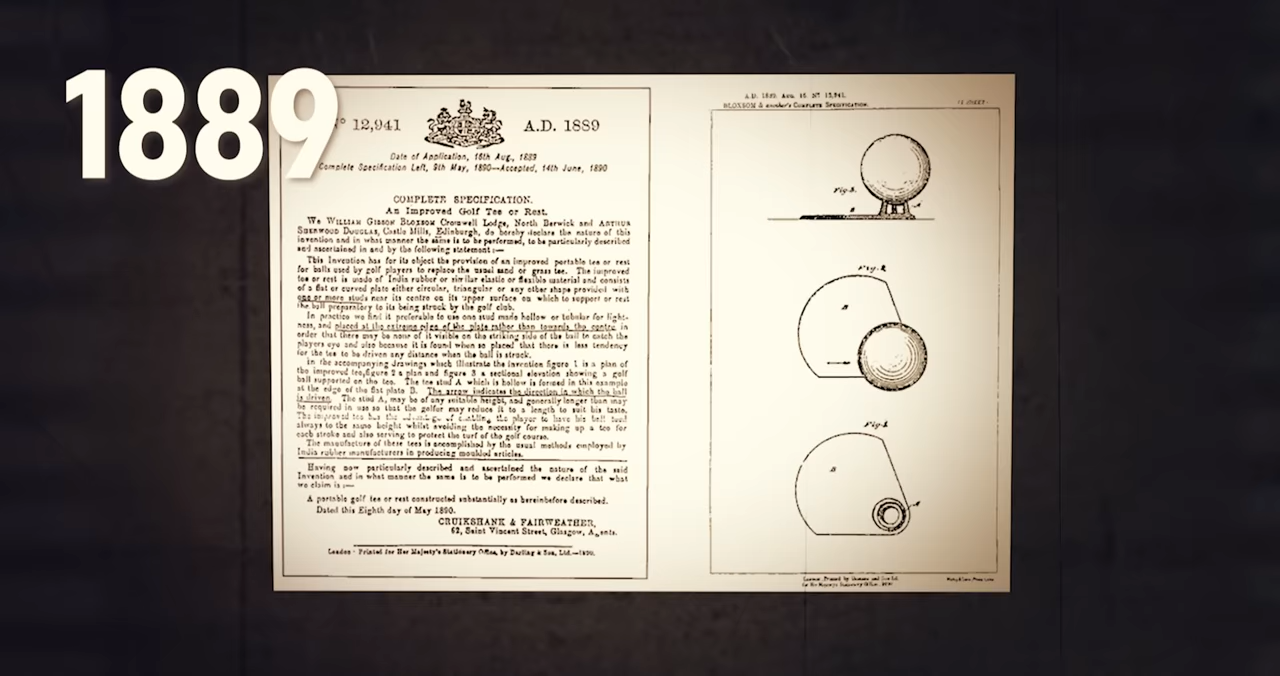 1889
N° 12,941
A.D. 1889
Date of Application, 16th Aug., 1889
Complete Specification Left, 9th May, 1890—Accepted, 14th June, 1890
COMPLETE SPECIFICATION.
An Improved Golf Tee or Rest.
We WILLIAM GIBSON BLOXSOM Cromwell Lodge, North Berwick and ARTHUR
SHERWOOD DOUGLAS, Castle Mills, Edinburgh, do hereby declare the nature of this
invention and in what manner the same is to be performed, to be particularly described
and ascertained in and by the following statement:—
This Invention has for its object the provision of an improved portable tee or rest
for balls used by golf players to replace the usual sand or grass tee. The improved
tee or rest is made of India rubber or similar elastic or flexible material and consists
of a flat or curved plate either circular, triangular or any other shape provided with
one or more studs near its centre on its upper surface on which to support or rest
the ball preparatory to its being struck by the golf club.
In practice we find it preferable to use one stud made hollow or tubular for light-
ness, and placed at the extreme edge of the plate rather than towards the centre, in
order that there may be none of it visible on the striking side of the ball to catch the
players eye and also because it is found when so placed that there is less tendency
for the tee to be driven any distance when the ball is struck.
In the accompanying drawings which illustrate the invention figure 1 is a plan of
the improved tee, figure 2 a plan and figure 3 a sectional elevation showing a golf
ball supported on the tee. The tee stud A which is hollow is formed in this example
at the edge of the flat plate B. The arrow indicates the direction in which the ball
is driven. The stud A, may be of any suitable height, and generally longer than may
be required in use so that the golfer may reduce it to a length to suit his taste.
The improved tee has the advantage of enabling the player to have his ball teed
always to the same height whilst avoiding the necessity for making up a tee for
each stroke and also serving to protect the turf of the golf course.
The manufacture of these tees is accomplished by the usual methods employed by
India rubber manufacturers in producing moulded articles.
Having now particularly described and ascertained the nature of the said
Invention and in what manner the same is to be performed we declare that what
we claim is:—
A portable golf tee or rest constructed substantially as hereinbefore described.
Dated this Eighth day of May 1890.
CRUIKSHANK & FAIRWEATHER,
62, Saint Vincent Street, Glasgow, Agents.
London: Printed for Her Majesty's Stationery Office, by Darling & Son, Ltd.—1890.
A.D. 1889. Aug. 16. N° 12,941.
BLOXSOM & another's COMPLETE SPECIFICATION.
Fig. 3.
B
A
Fig. 2.
B
Fig. 1.
B
A